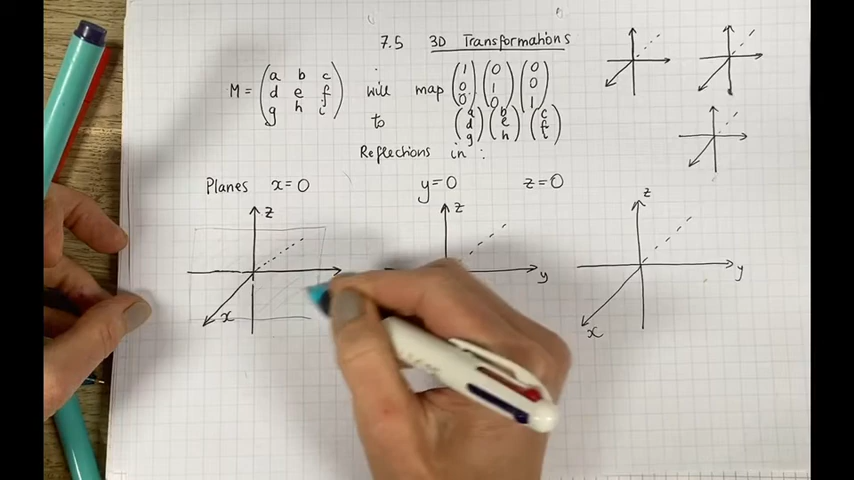 7.5 3D Transformations
M = (a b c
d e f
g h i) will map (1 0 0) (0 1 0) (0 0 1)
to (a d g) (b e h) (c f i)
Reflections in :
Planes x=0 y=0 z=0
z z z
y y
x x